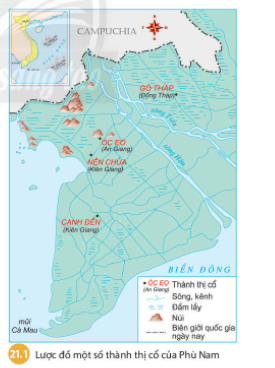 CAMPUCHIA
GÒ THÁP
(Đồng Tháp)
sông Tiền
sông Hậu
ÓC EO
(An Giang)
NỀN CHÙA
(Kiên Giang)
CẠNH ĐỀN
(Kiên Giang)
BIỂN ĐÔNG
mũi
Cà Mau
ÓC EO
(An Giang)
Thành thị cổ
Sông, kênh
Đầm lầy
Núi
Biên giới quốc gia
ngày nay
21.1 Lược đồ một số thành thị cổ của Phù Nam